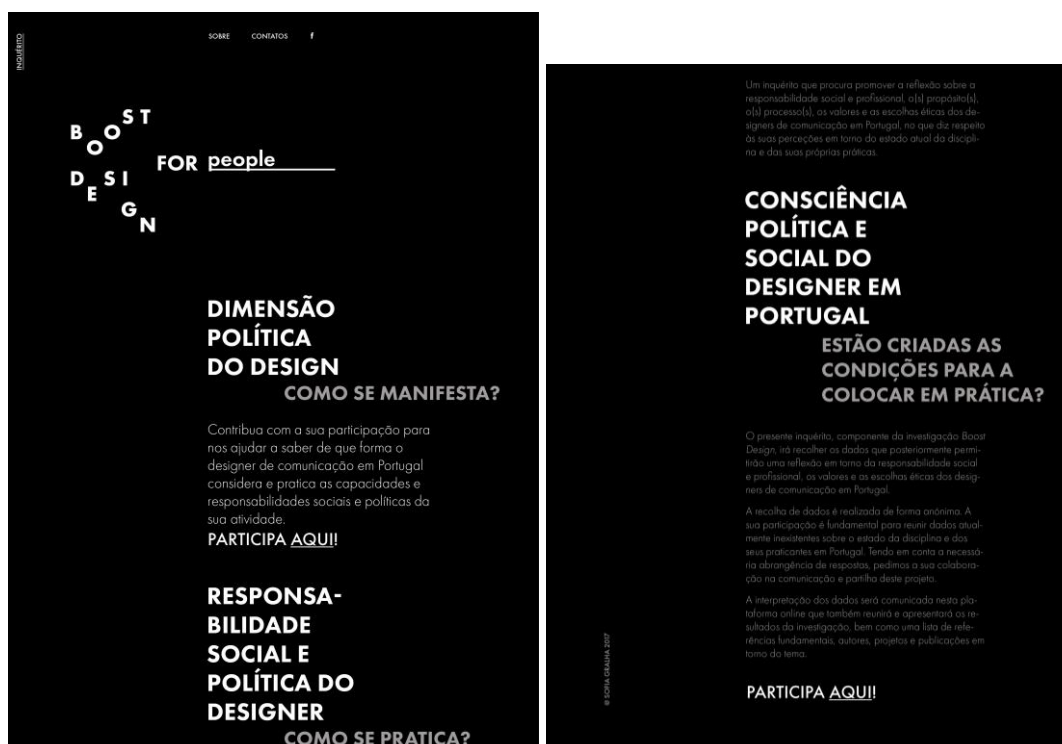 INQUÉRITO
SOBRE CONTATOS f
BOOST
DESIGN
FOR people
DIMENSÃO
POLÍTICA
DO DESIGN
COMO SE MANIFESTA?
Contribua com a sua participação para
nos ajudar a saber de que forma o
designer de comunicação em Portugal
considera e pratica as capacidades e
responsabilidades sociais e políticas da
sua atividade.
PARTICIPA AQUI!
RESPONSA-
BILIDADE
SOCIAL E
POLÍTICA DO
DESIGNER
COMO SE PRATICA?
Um inquérito que procura promover a reflexão sobre a
responsabilidade social e profissional, o(s) propósito(s),
o(s) processo(s), os valores e as escolhas éticas dos de-
signers de comunicação em Portugal, no que diz respeito
às suas perceções em torno do estado atual da discipli-
na e das suas próprias práticas.
CONSCIÊNCIA
POLÍTICA E
SOCIAL DO
DESIGNER EM
PORTUGAL
ESTÃO CRIADAS AS
CONDIÇÕES PARA A
COLOCAR EM PRÁTICA?
O presente inquérito, componente da investigação Boost
Design, irá recolher os dados que posteriormente permi-
tirão uma reflexão em torno da responsabilidade social
e profissional, os valores e as escolhas éticas dos desig-
ners de comunicação em Portugal.
A recolha de dados é realizada de forma anónima. A
sua participação é fundamental para reunir dados atual-
mente inexistentes sobre o estado da disciplina e dos
seus praticantes em Portugal. Tendo em conta a necessá-
ria abrangência de respostas, pedimos a sua colabora-
ção na comunicação e partilha deste projeto.
A interpretação dos dados será comunicada nesta pla-
taforma online que também reunirá e apresentará os re-
sultados da investigação, bem como uma lista de refe-
rências fundamentais, autores, projetos e publicações em
torno do tema.
PARTICIPA AQUI!
© SOFIA GRALHA 2017